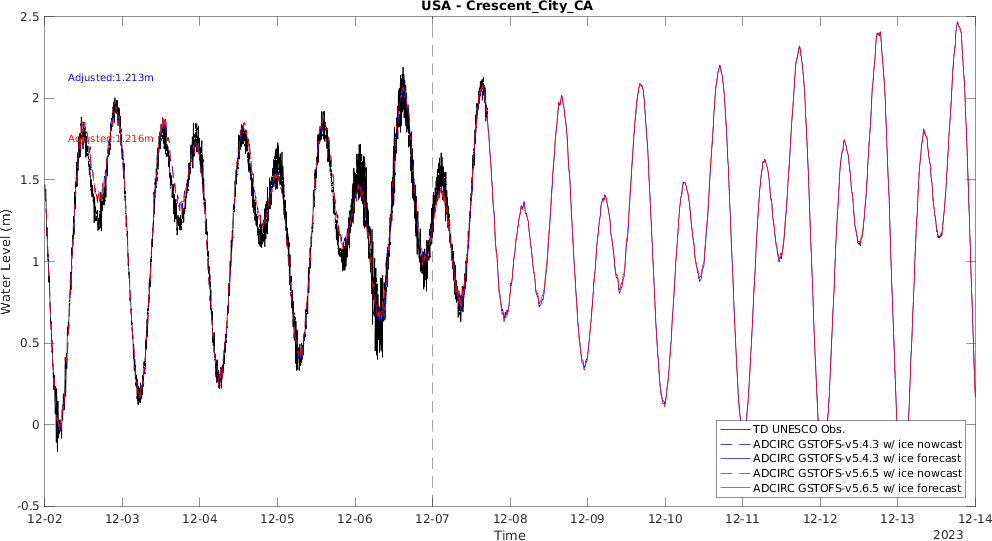 USA - Crescent_City_CA
2.5
2
1.5
1
0.5
0
-0.5
Water Level (m)
Adjusted:1.213m
Adjusted:1.216m
TD UNESCO Obs.
ADCIRC GSTOFS-v5.4.3 w/ ice nowcast
ADCIRC GSTOFS-v5.4.3 w/ ice forecast
ADCIRC GSTOFS-v5.6.5 w/ ice nowcast
ADCIRC GSTOFS-v5.6.5 w/ ice forecast
12-02 12-03 12-04 12-05 12-06 12-07 12-08 12-09 12-10 12-11 12-12 12-13 12-14
Time
2023